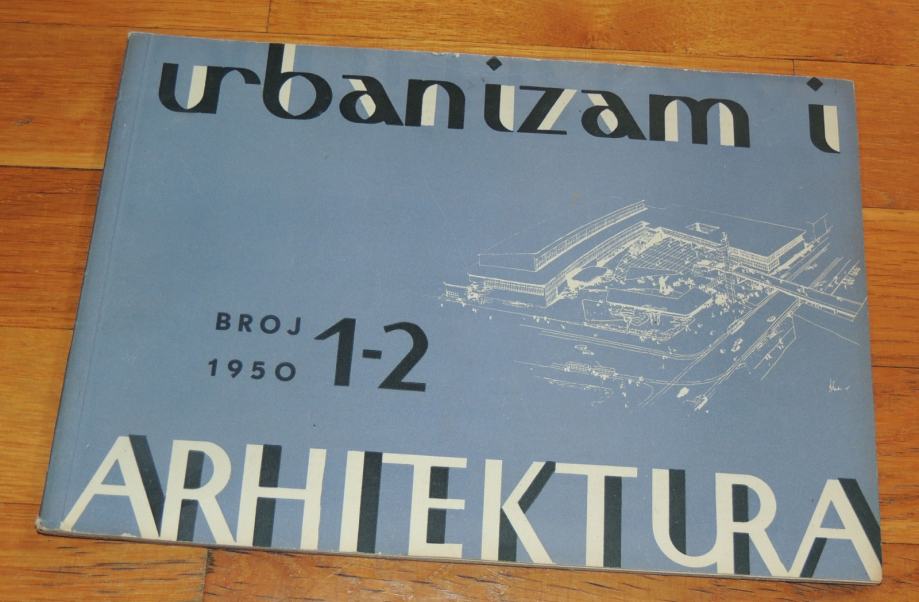 urbanizam i
BROJ 1-2
1950
ARHITEKTURA